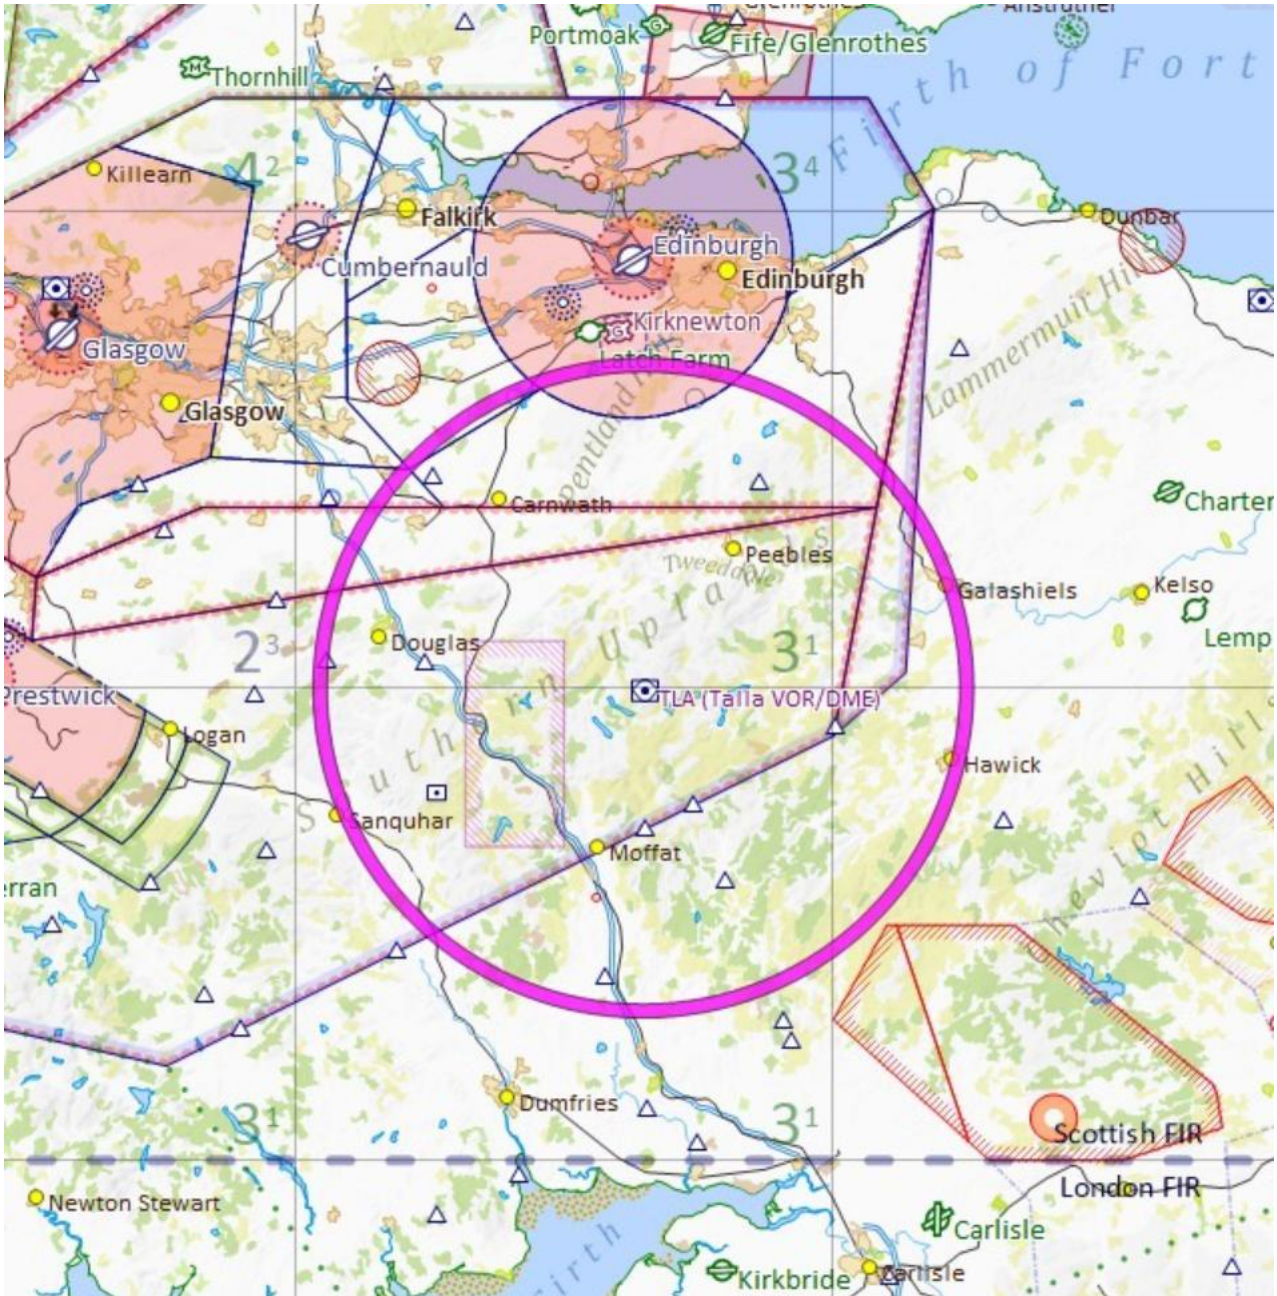 Glenrothes
Anstruther
Portmoak
G
Fife/Glenrothes
M
Thornhill
Firth of Fort
Killearn
4²
3⁴
Falkirk
Dunbar
Edinburgh
Edinburgh
Cumbernauld
G
Kirknewton
Latch Farm
Glasgow
Glasgow
Lammermuir Hil
Pentland
Carnwath
Charter
Peebles
Tweeddale
Galashiels
Kelso
Lemp
Douglas
2³
3¹
Southern Uplands
TLA (Talla VOR/DME)
Prestwick
Logan
Hawick
Sanquhar
Moffat
Cheviot Hills
erran
Dumfries
3¹
3¹
Scottish FIR
London FIR
Newton Stewart
Carlisle
Firth
Kirkbride
Carlisle